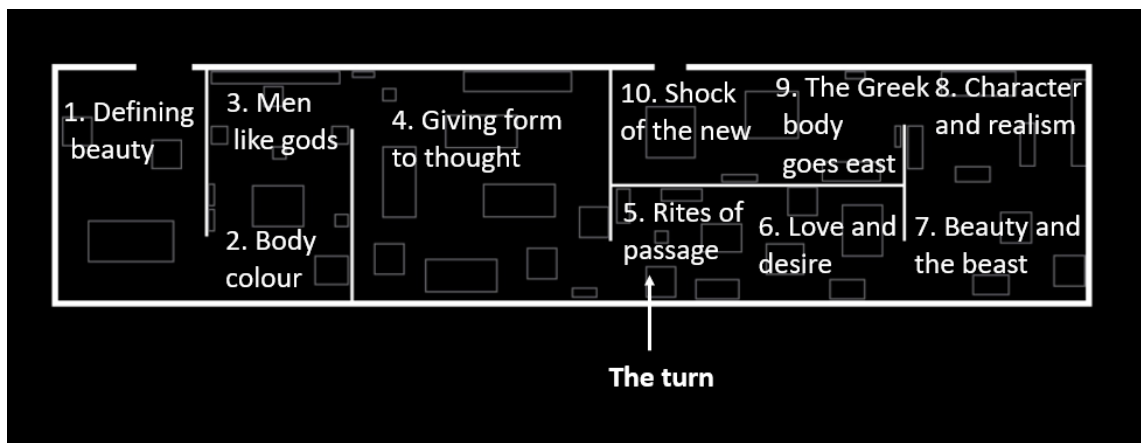 1. Defining
beauty
3. Men
like gods
2. Body
colour
4. Giving form
to thought
5. Rites of
passage
6. Love and
desire
7. Beauty and
the beast
8. Character
and realism
9. The Greek
body
goes east
10. Shock
of the new
The turn